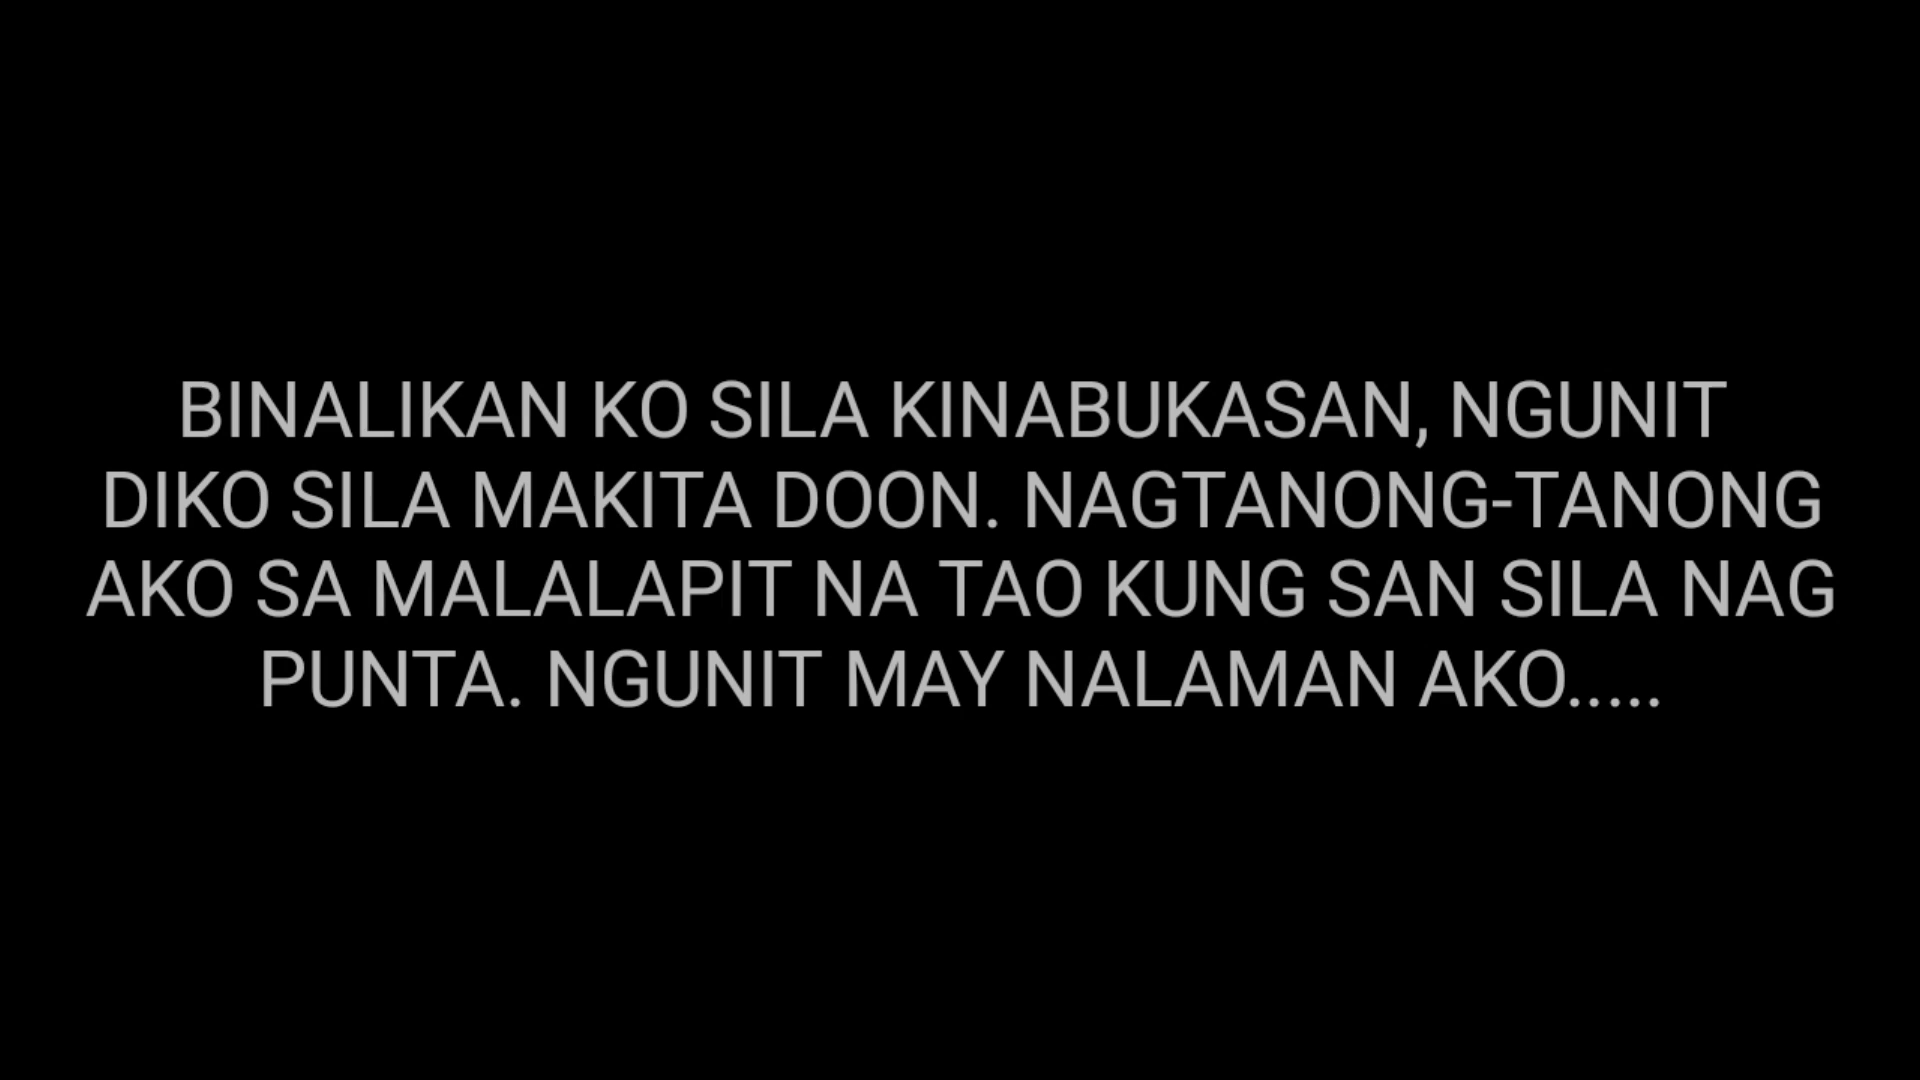 BINALIKAN KO SILA KINABUKASAN, NGUNIT
DIKO SILA MAKITA DOON. NAGTANONG-TANONG
AKO SA MALALAPIT NA TAO KUNG SAN SILA NAG
PUNTA. NGUNIT MAY NALAMAN AKO.....